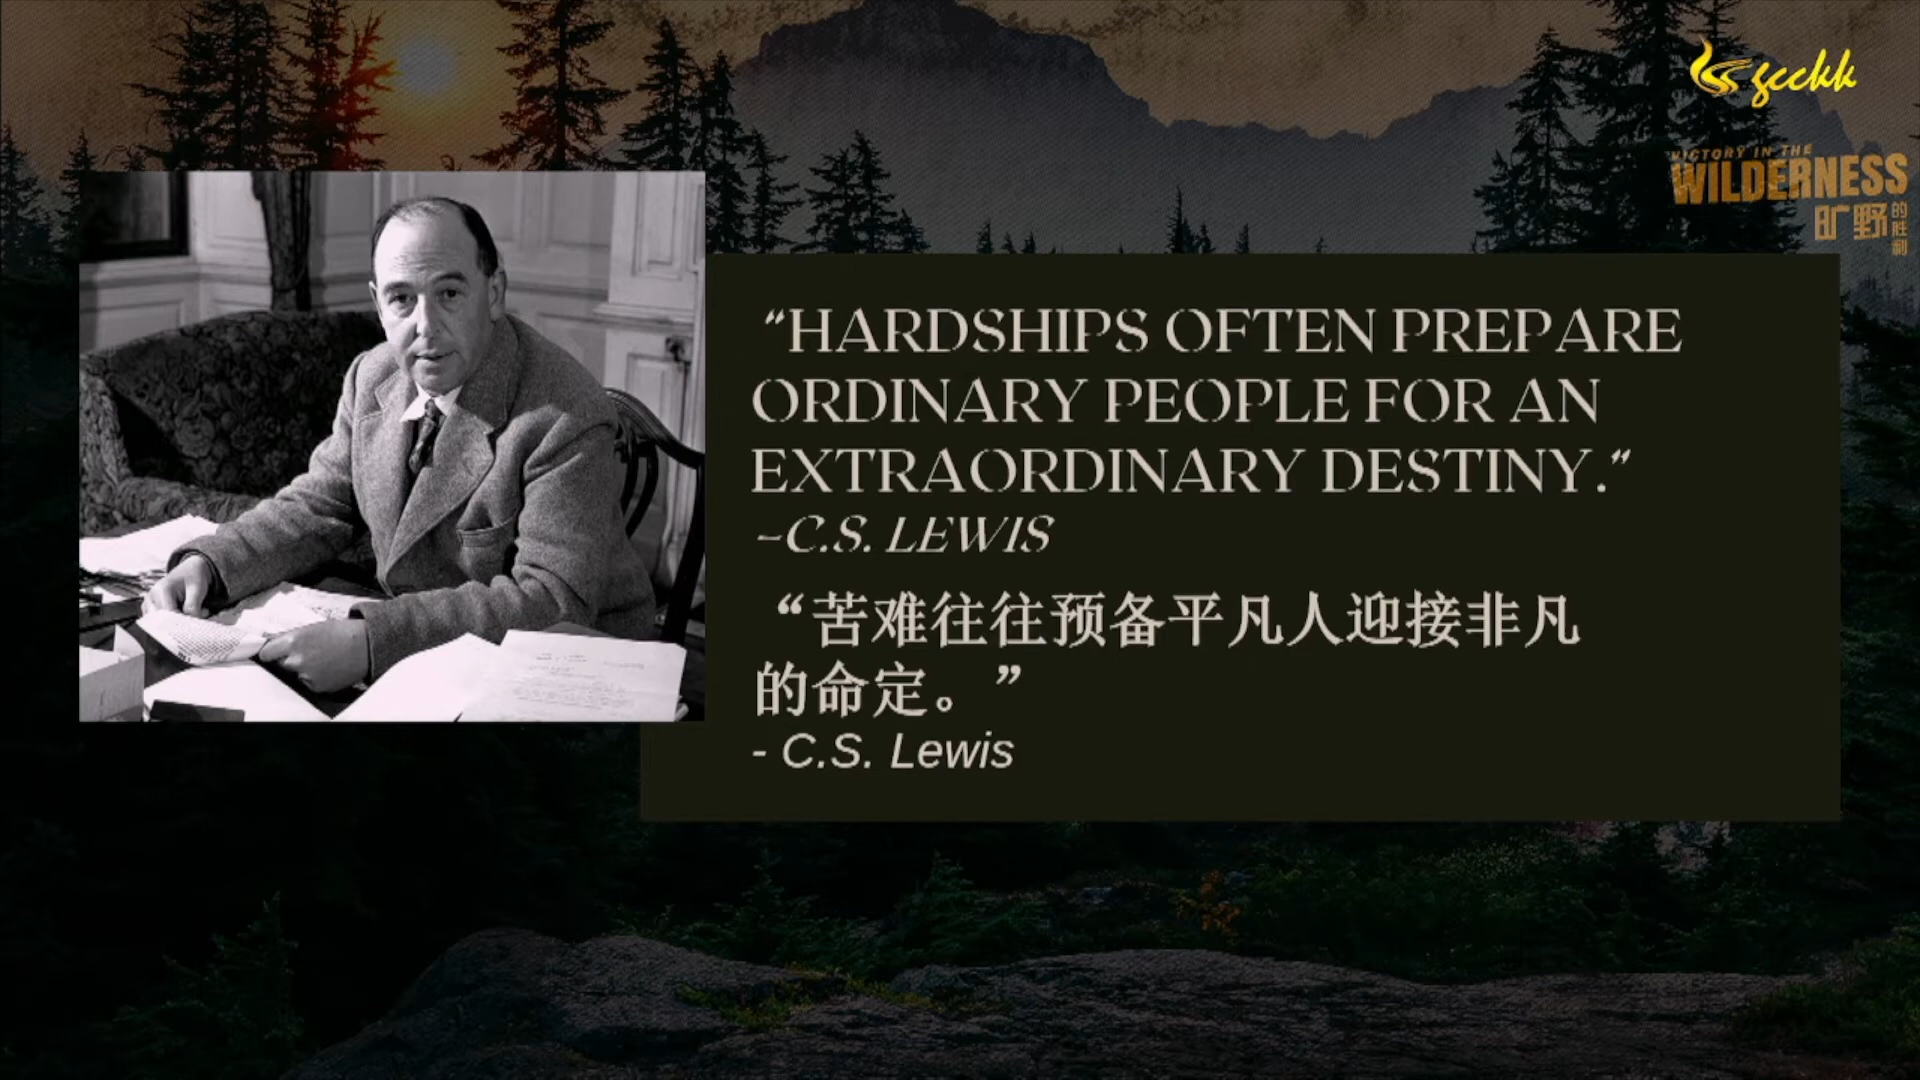 gcckk
VICTORY IN THE
WILDERNESS
旷野的胜利
“HARDSHIPS OFTEN PREPARE
ORDINARY PEOPLE FOR AN
EXTRAORDINARY DESTINY.”
-C.S. LEWIS
“苦难往往预备平凡人迎接非凡
的命定。”
- C.S. Lewis